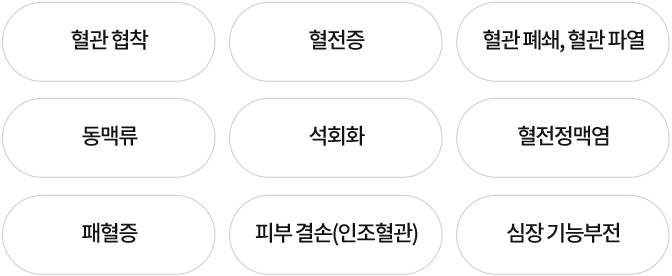 혈관 협착
혈전증
혈관 폐쇄, 혈관 파열
동맥류
석회화
혈전정맥염
패혈증
피부 결손(인조혈관)
심장 기능부전